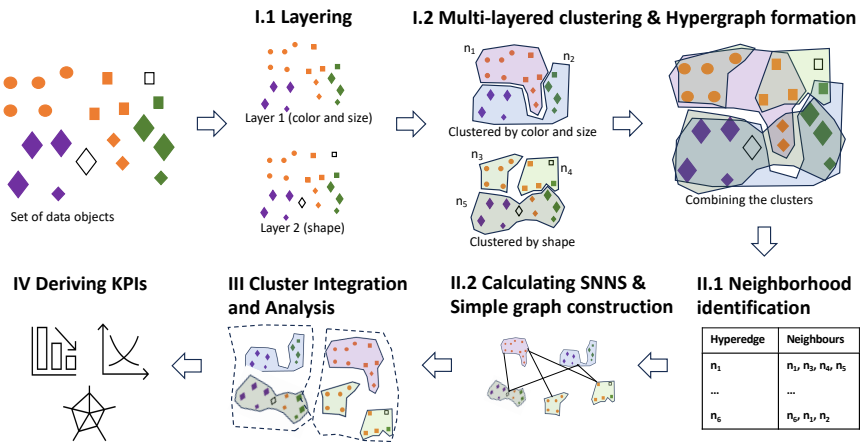 I.1 Layering
I.2 Multi-layered clustering & Hypergraph formation
Set of data objects
Layer 1 (color and size)
Layer 2 (shape)
n1
n2
Clustered by color and size
n3
n4
n5
Clustered by shape
Combining the clusters
IV Deriving KPIs
III Cluster Integration
and Analysis
II.2 Calculating SNNS &
Simple graph construction
II.1 Neighborhood
identification
Hyperedge Neighbours
n1 n1, n3, n4, n5
... ...
n6 n6, n1, n2